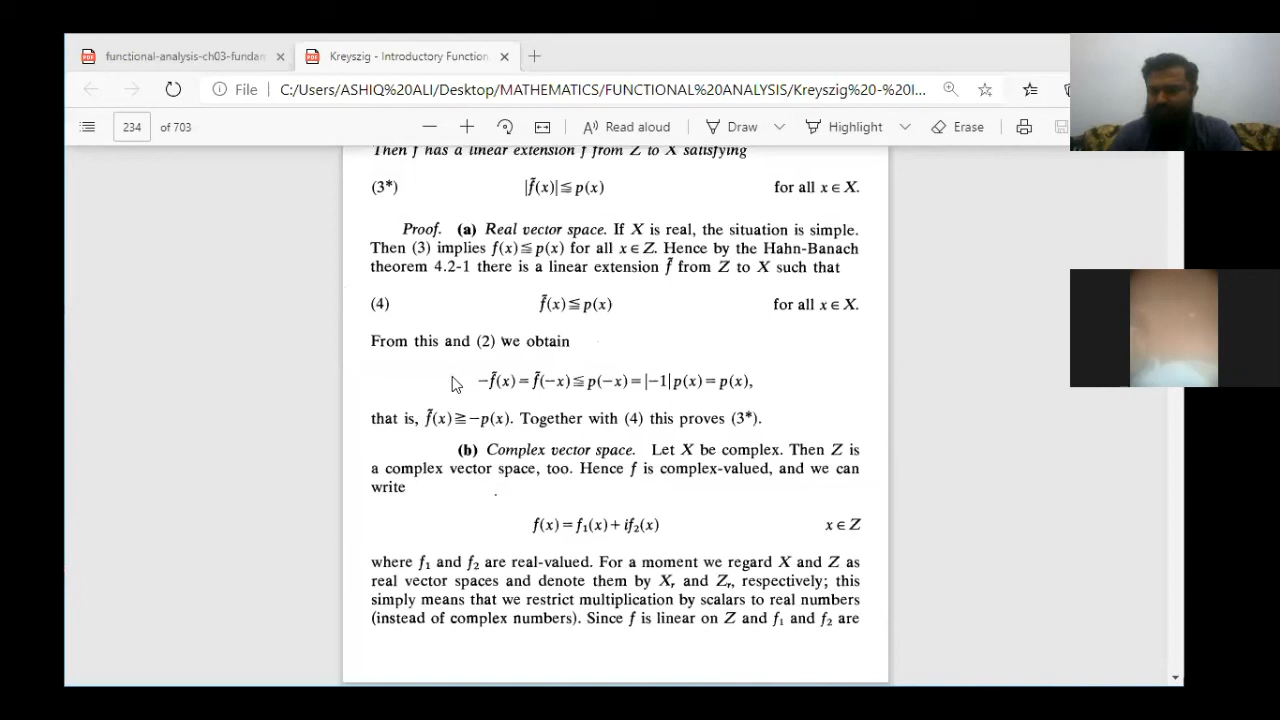 functional-analysis-ch03-fundan
Kreyszig - Introductory Function
File C:/Users/ASHIQ%20ALI/Desktop/MATHEMATICS/FUNCTIONAL%20ANALYSIS/Kreyszig%20-%20I...
234 of 703 Read aloud Draw Highlight Erase
Then f has a linear extension f̃ from Z to X satisfying
(3*) |f̃(x)|≦p(x) for all x∈X.
Proof. (a) Real vector space. If X is real, the situation is simple.
Then (3) implies f(x)≦p(x) for all x∈Z. Hence by the Hahn-Banach
theorem 4.2-1 there is a linear extension f̃ from Z to X such that
(4) f̃(x)≦p(x) for all x∈X.
From this and (2) we obtain
−f̃(x)=f̃(−x)≦p(−x)=|−1|p(x)=p(x),
that is, f̃(x)≧−p(x). Together with (4) this proves (3*).
(b) Complex vector space. Let X be complex. Then Z is
a complex vector space, too. Hence f is complex-valued, and we can
write
f(x)=f₁(x)+if₂(x) x∈Z
where f₁ and f₂ are real-valued. For a moment we regard X and Z as
real vector spaces and denote them by Xᵣ and Zᵣ, respectively; this
simply means that we restrict multiplication by scalars to real numbers
(instead of complex numbers). Since f is linear on Z and f₁ and f₂ are